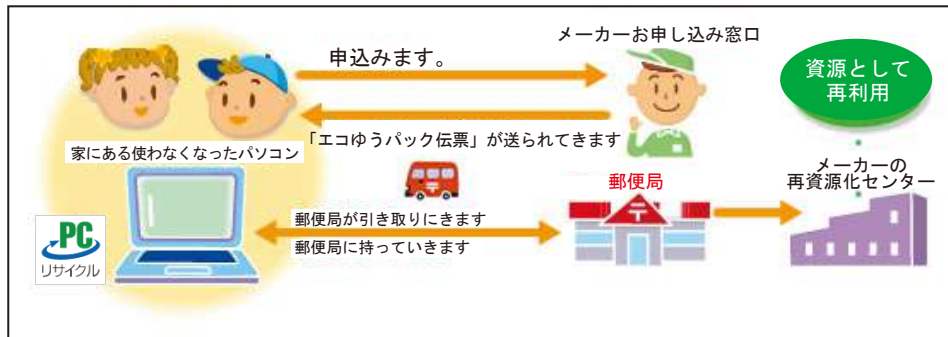 メーカーお申し込み窓口
申込みます。
資源として
再利用
「エコゆうパック伝票」が送られてきます
家にある使わなくなったパソコン
メーカーの
再資源化センター
郵便局
〒
〒
郵便局が引き取りにきます
郵便局に持っていきます
PC
リサイクル